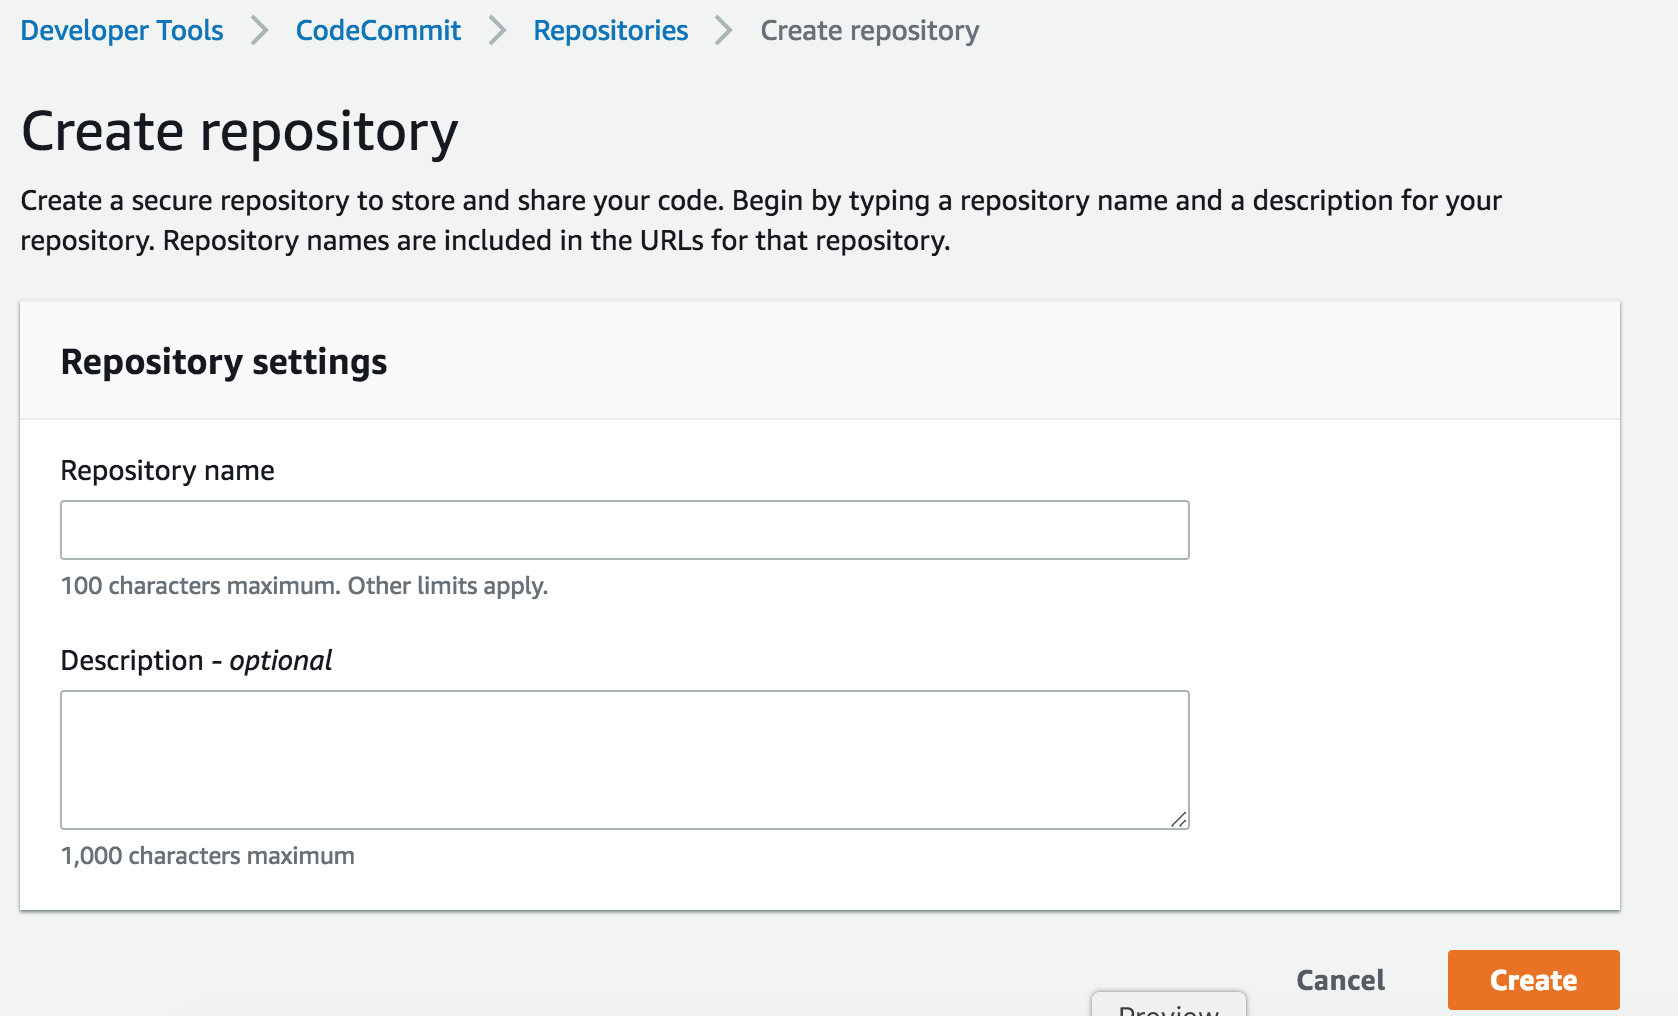 Developer Tools > CodeCommit > Repositories > Create repository
Create repository
Create a secure repository to store and share your code. Begin by typing a repository name and a description for your
repository. Repository names are included in the URLs for that repository.
Repository settings
Repository name
100 characters maximum. Other limits apply.
Description - optional
1,000 characters maximum
Cancel
Create
Preview